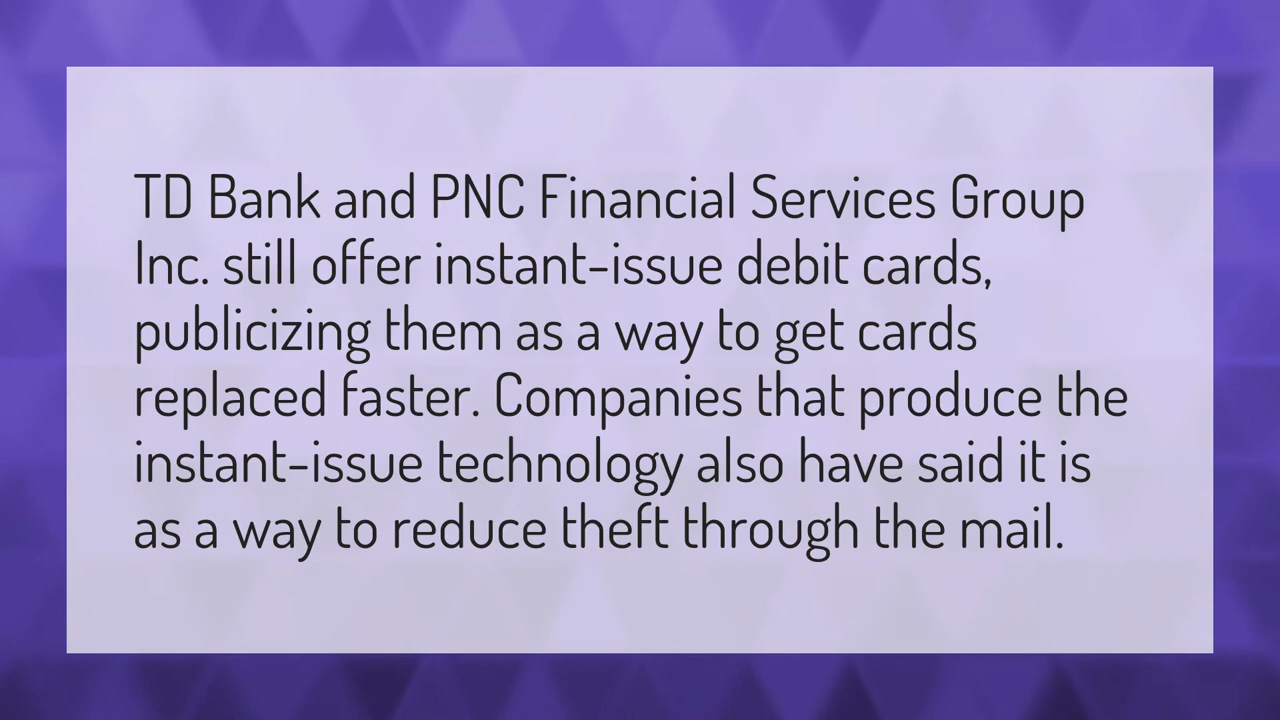 TD Bank and PNC Financial Services Group
Inc. still offer instant-issue debit cards,
publicizing them as a way to get cards
replaced faster. Companies that produce the
instant-issue technology also have said it is
as a way to reduce theft through the mail.